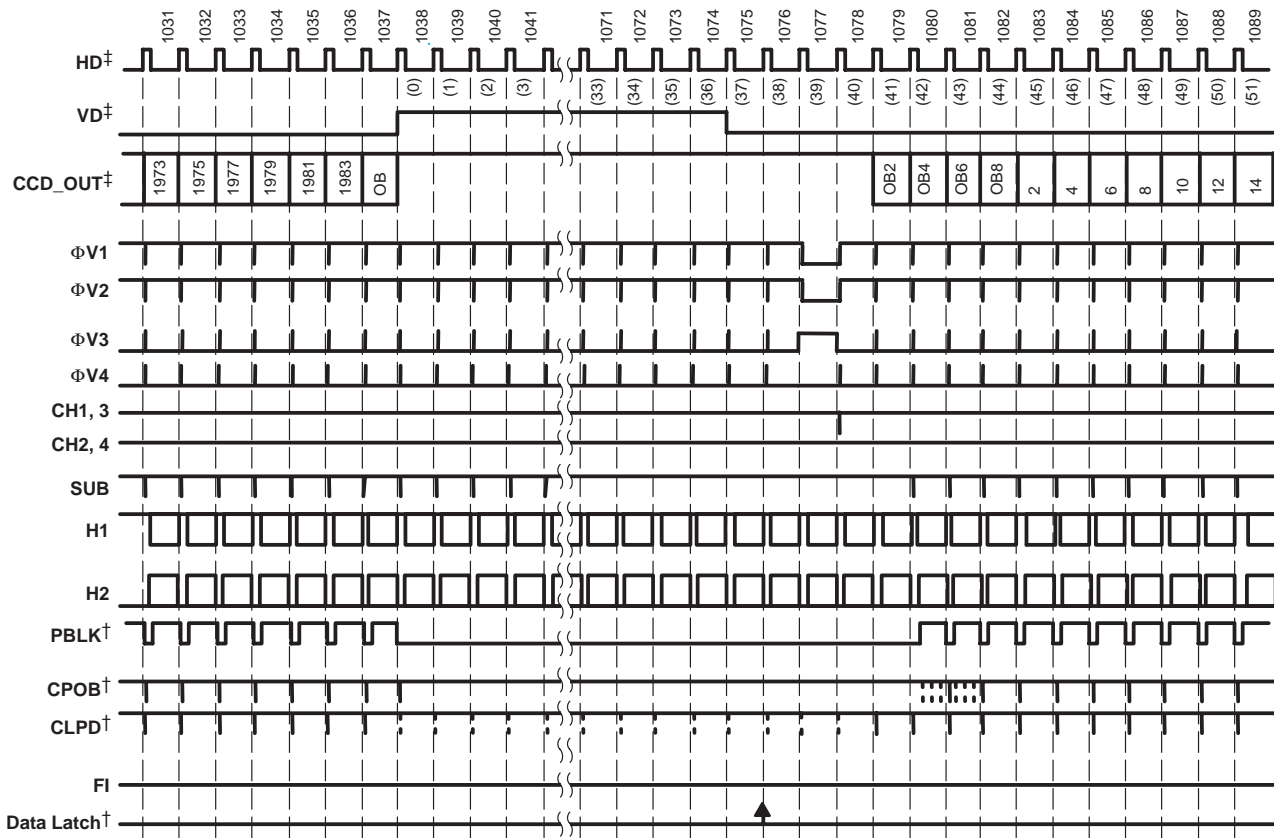 1031 1032 1033 1034 1035 1036 1037 1038 1039 1040 1041 1071 1072 1073 1074 1075 1076 1077 1078 1079 1080 1081 1082 1083 1084 1085 1086 1087 1088 1089
HD‡
(0) (1) (2) (3) (33) (34) (35) (36) (37) (38) (39) (40) (41) (42) (43) (44) (45) (46) (47) (48) (49) (50) (51)
VD‡
CCD_OUT‡ 1973 1975 1977 1979 1981 1983 OB OB2 OB4 OB6 OB8 2 4 6 8 10 12 14
ΦV1
ΦV2
ΦV3
ΦV4
CH1, 3
CH2, 4
SUB
H1
H2
PBLK†
CPOB†
CLPD†
FI
Data Latch†